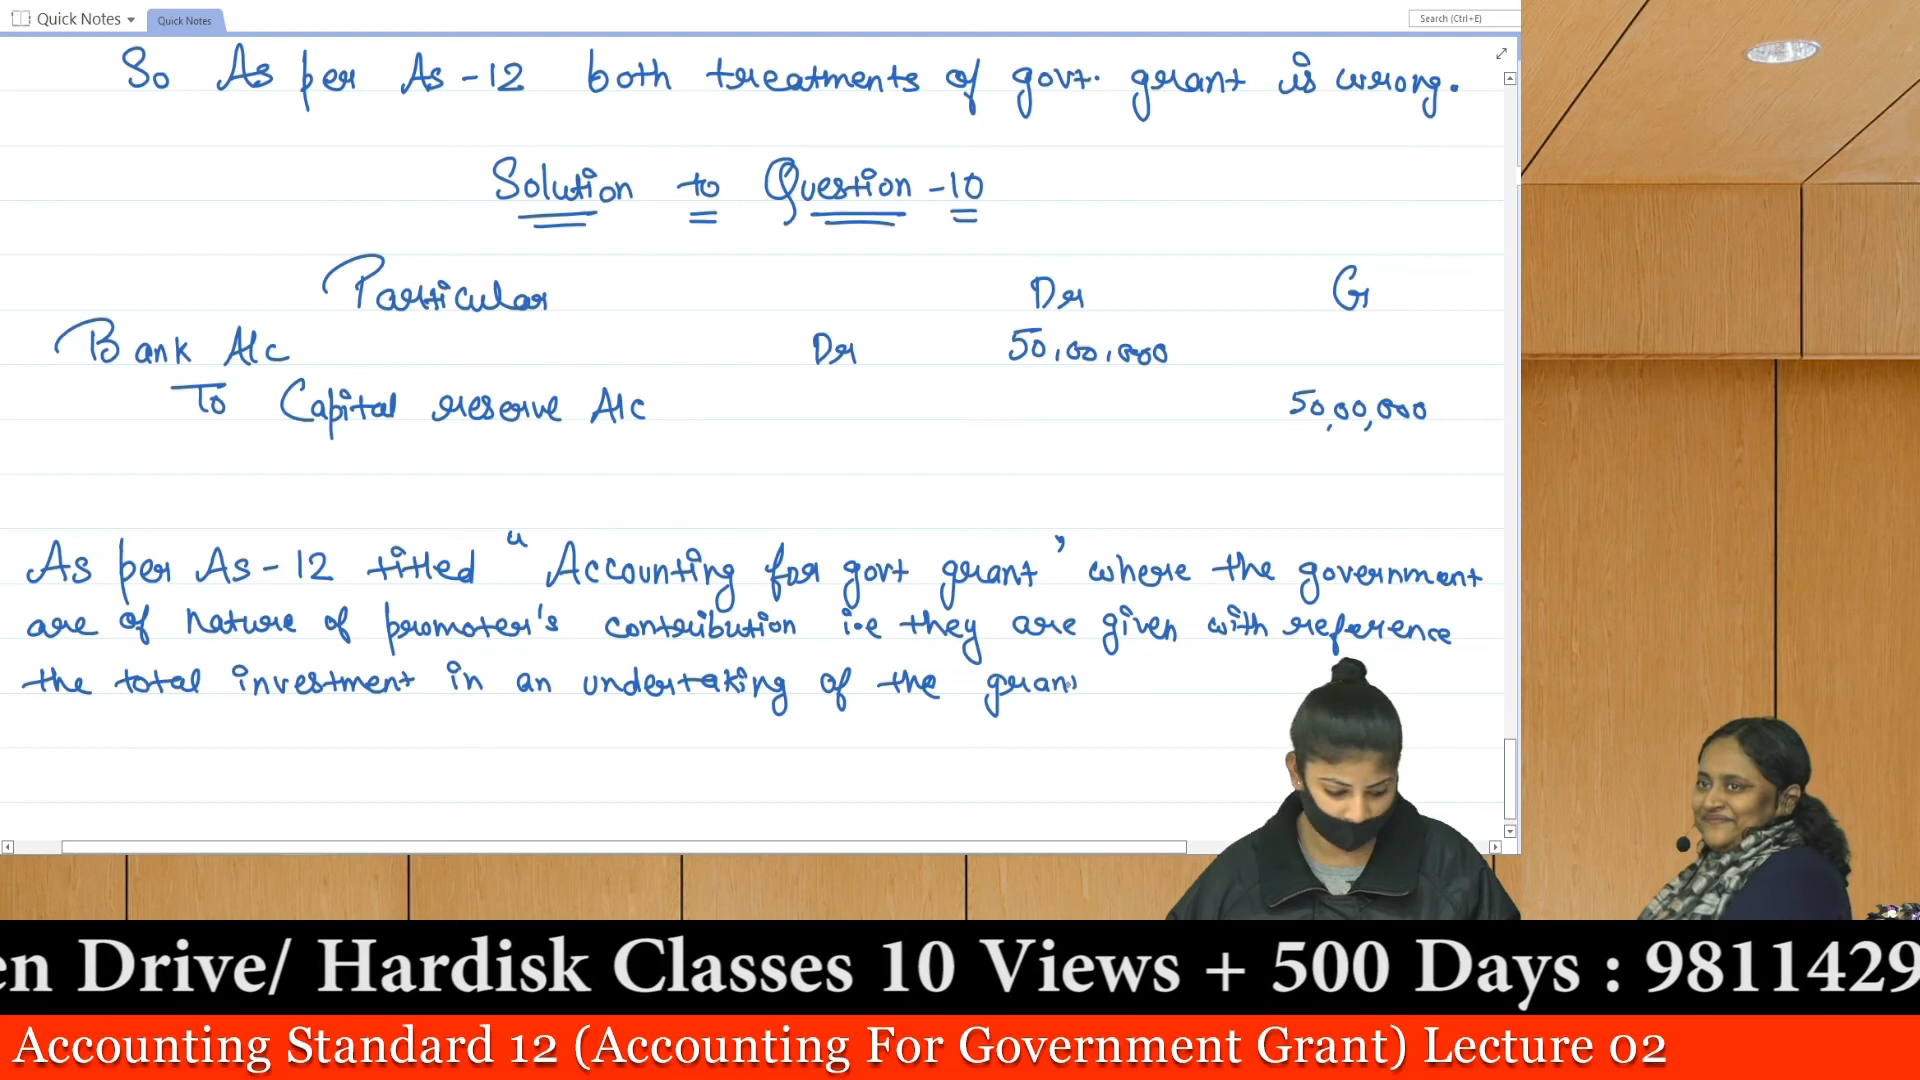 Quick Notes
Quick Notes
Search (Ctrl+E)
So As per As-12 both treatments of govt. grant is wrong.
Solution to Question-10
Particular Dr Cr
Bank A/c Dr 50,00,000
To Capital reserve A/c 50,00,000
As per As-12 titled "Accounting for govt grant" where the government
are of nature of promoter's contribution i.e they are given with reference
the total investment in an undertaking of the gran
en Drive/ Hardisk Classes 10 Views + 500 Days : 9811429
Accounting Standard 12 (Accounting For Government Grant) Lecture 02